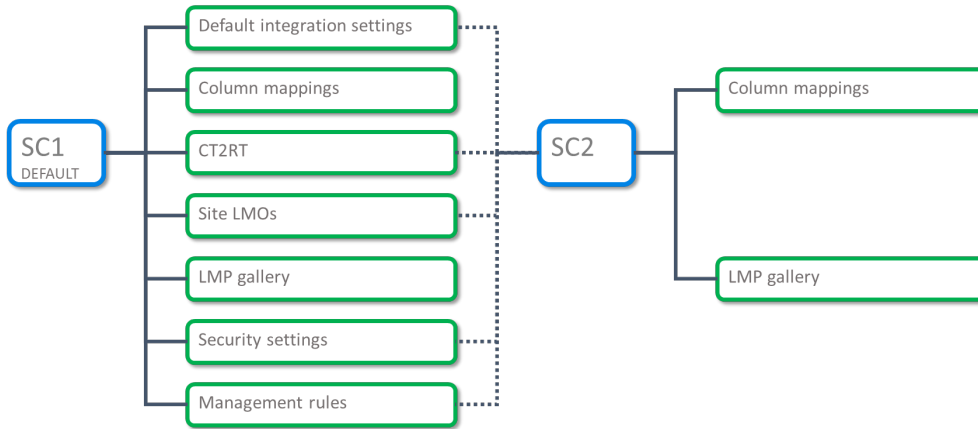 SC1
DEFAULT
Default integration settings
Column mappings
CT2RT
Site LMOs
LMP gallery
Security settings
Management rules
SC2
Column mappings
LMP gallery